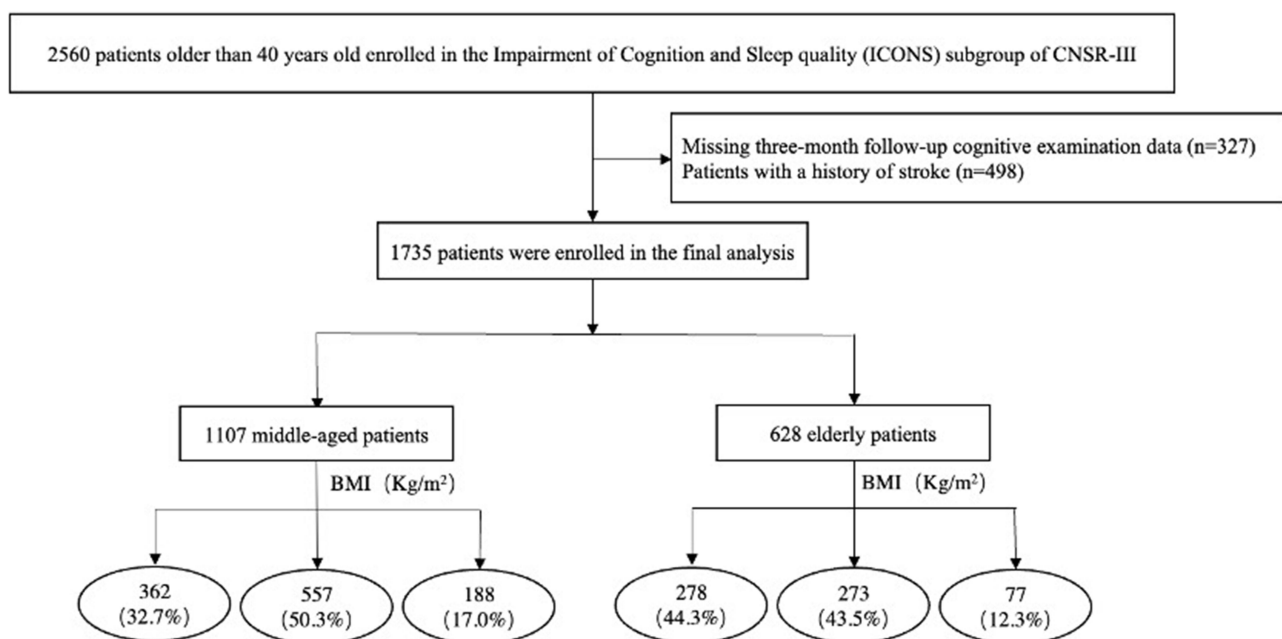 2560 patients older than 40 years old enrolled in the Impairment of Cognition and Sleep quality (ICONS) subgroup of CNSR-III
Missing three-month follow-up cognitive examination data (n=327)
Patients with a history of stroke (n=498)
1735 patients were enrolled in the final analysis
1107 middle-aged patients
628 elderly patients
BMI (Kg/m²)
BMI (Kg/m²)
362
(32.7%)
557
(50.3%)
188
(17.0%)
278
(44.3%)
273
(43.5%)
77
(12.3%)